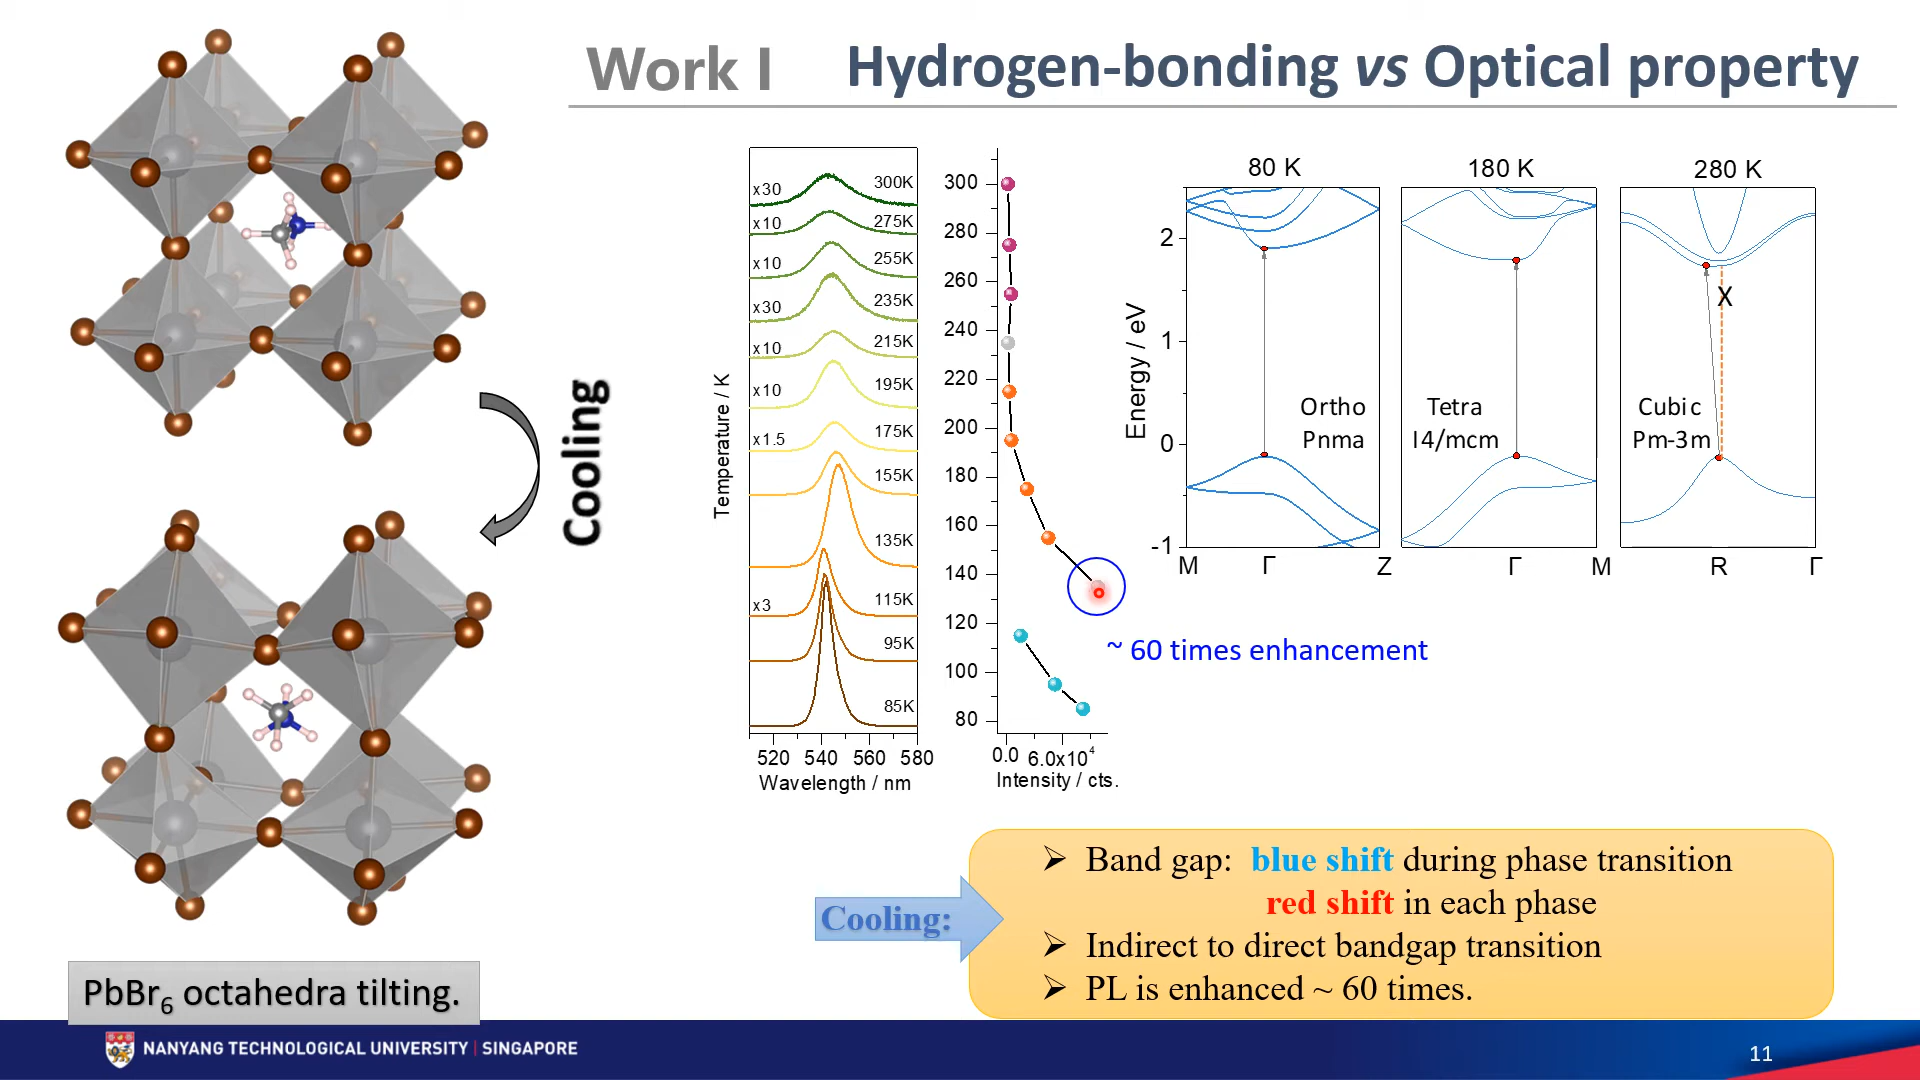 Work I
Hydrogen-bonding vs Optical property
Cooling
PbBr6 octahedra tilting.
Temperature / K
x30 300K
x10 275K
x10 255K
x30 235K
x10 215K
x10 195K
x1.5 175K
155K
135K
x3 115K
95K
85K
520 540 560 580
Wavelength / nm
300
280
260
240
220
200
180
160
140
120
100
80
0.0 6.0x10^4
Intensity / cts.
~ 60 times enhancement
80 K 180 K 280 K
Energy / eV
2
1
0
-1
X
Ortho
Pnma
Tetra
I4/mcm
Cubic
Pm-3m
M Γ Z Γ M R Γ
Cooling:
➢ Band gap: blue shift during phase transition
red shift in each phase
➢ Indirect to direct bandgap transition
➢ PL is enhanced ~ 60 times.
NANYANG TECHNOLOGICAL UNIVERSITY | SINGAPORE
11